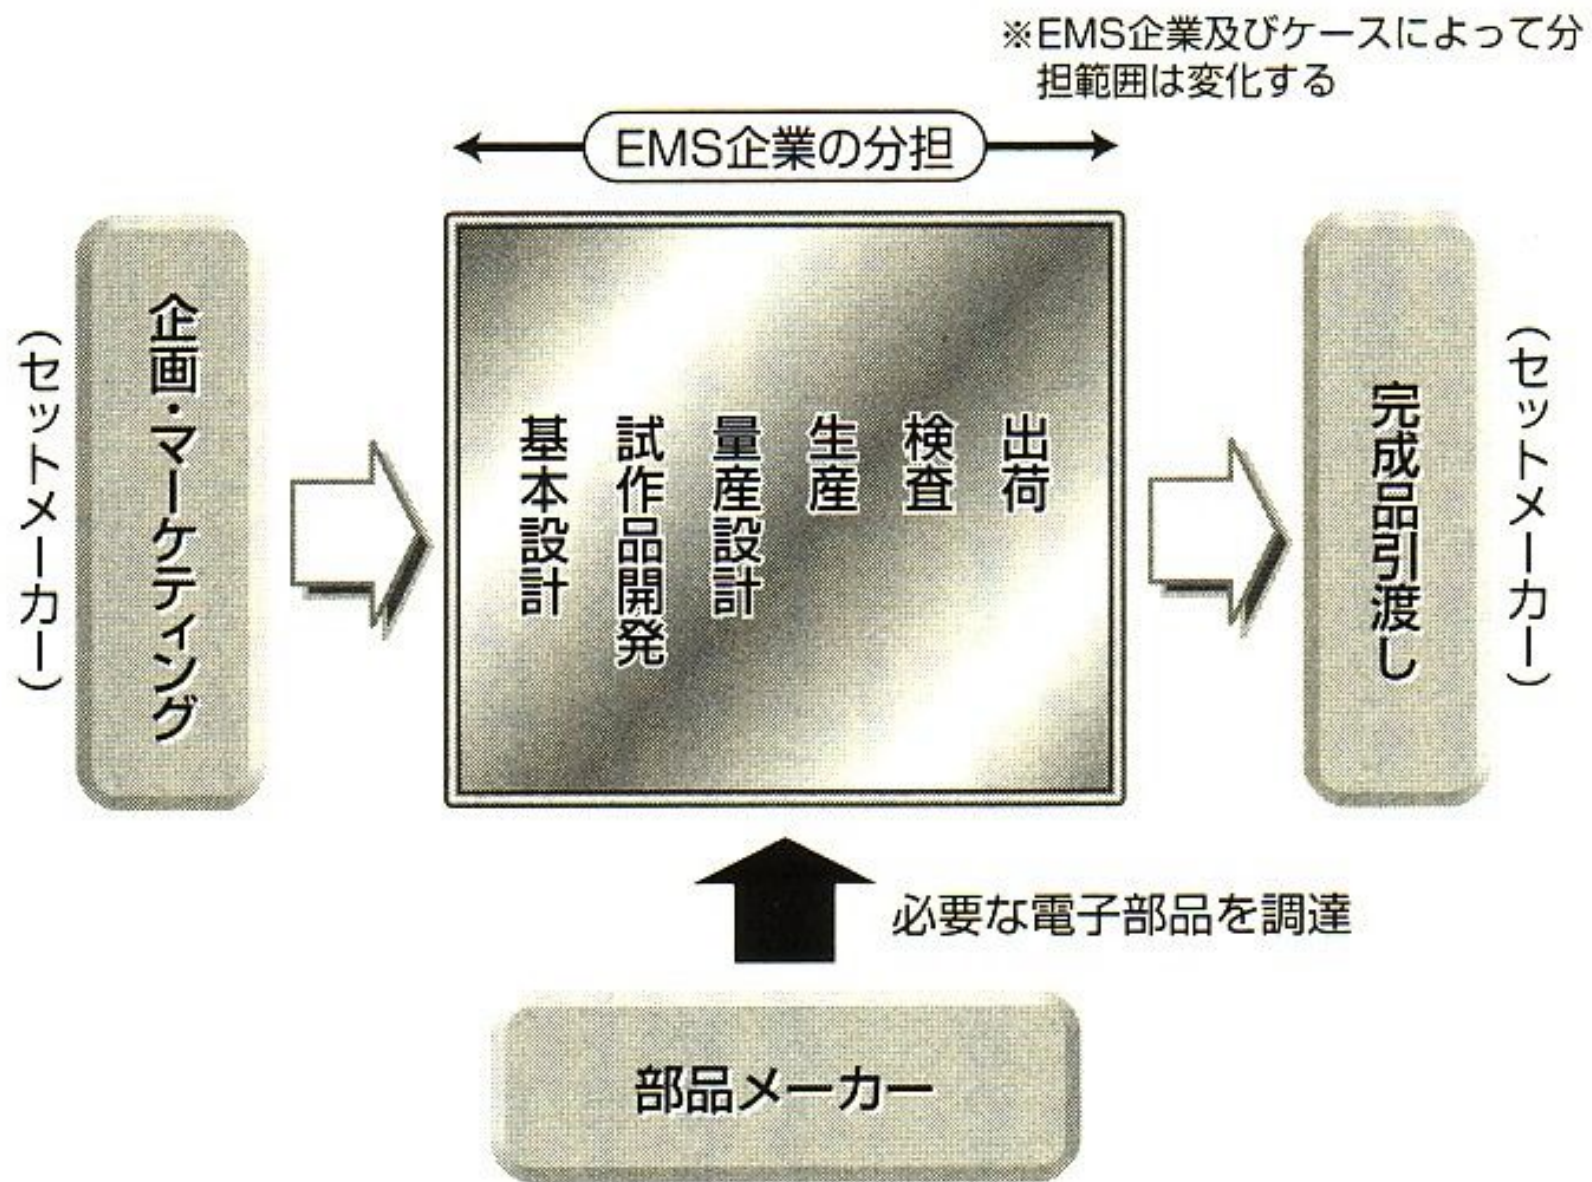 ※EMS企業及びケースによって分
担範囲は変化する
EMS企業の分担
(セットメーカー)
企画・マーケティング
基本設計
試作品開発
量産設計
生産
検査
出荷
完成品引渡し
(セットメーカー)
必要な電子部品を調達
部品メーカー